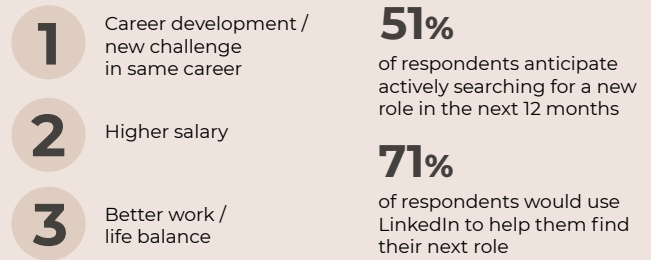 1
Career development /
new challenge
in same career
2
Higher salary
3
Better work /
life balance
51%
of respondents anticipate
actively searching for a new
role in the next 12 months
71%
of respondents would use
LinkedIn to help them find
their next role